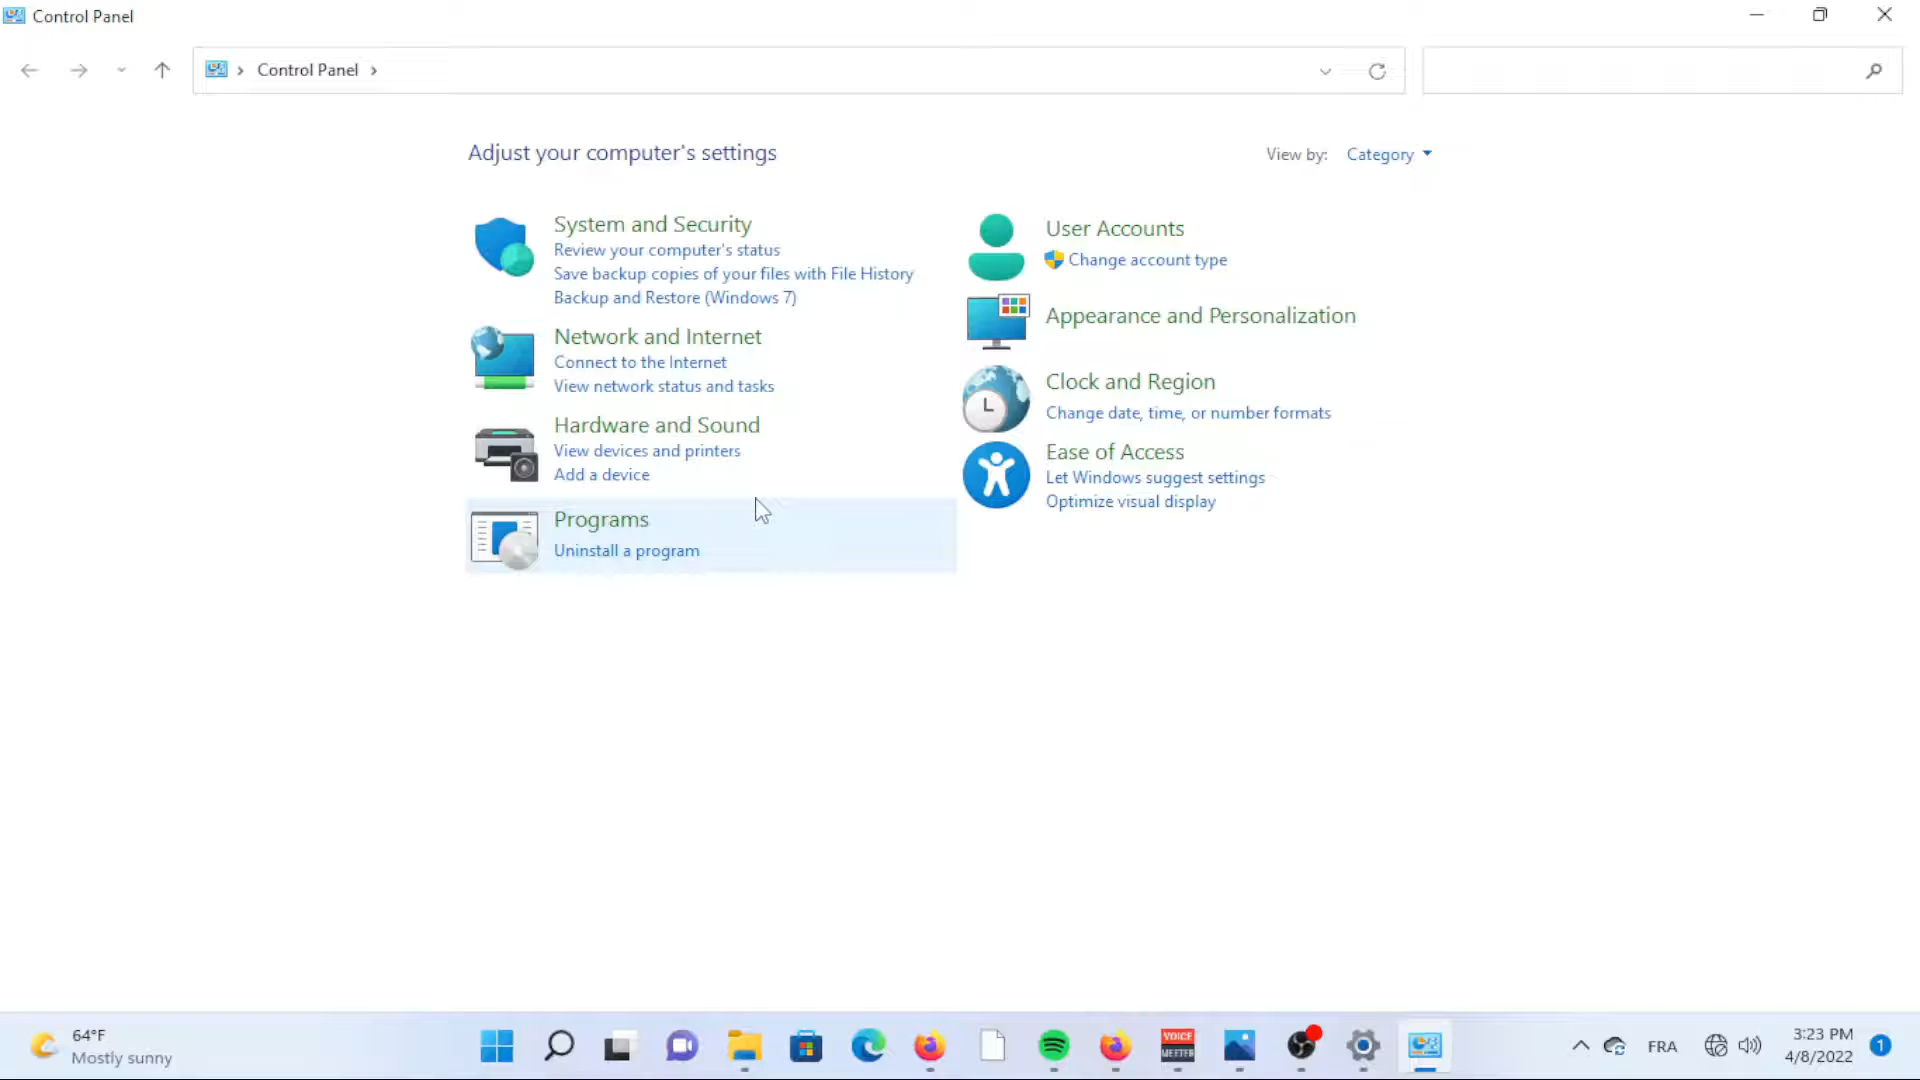 Control Panel
Control Panel
Adjust your computer's settings
View by: Category
System and Security
Review your computer's status
Save backup copies of your files with File History
Backup and Restore (Windows 7)
Network and Internet
Connect to the Internet
View network status and tasks
Hardware and Sound
View devices and printers
Add a device
Programs
Uninstall a program
User Accounts
Change account type
Appearance and Personalization
Clock and Region
Change date, time, or number formats
Ease of Access
Let Windows suggest settings
Optimize visual display
64°F
Mostly sunny
VOICE
MEETER
FRA
3:23 PM
4/8/2022
1